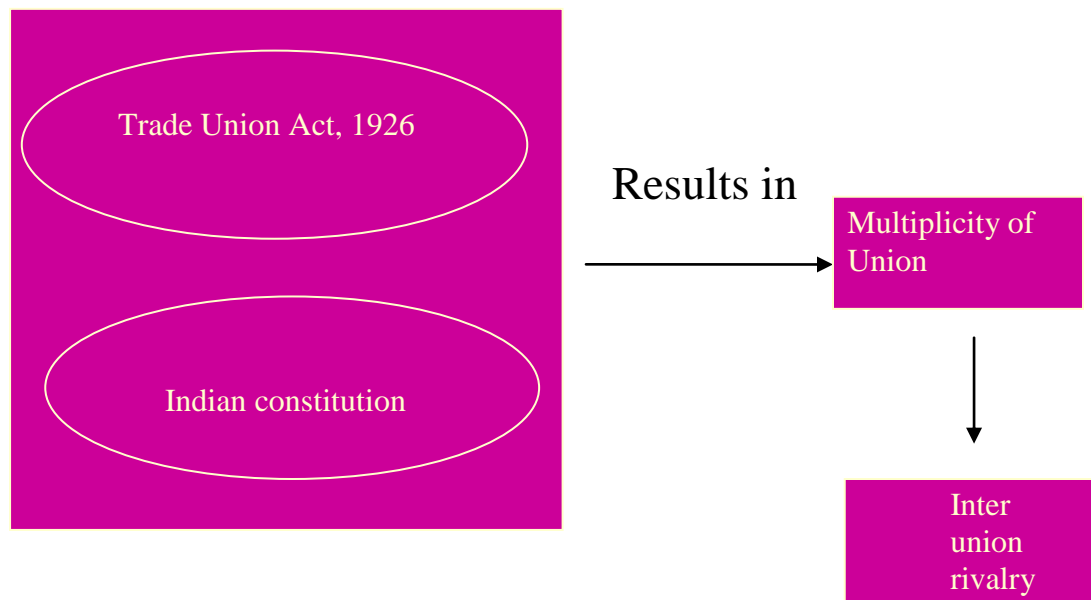 Trade Union Act, 1926
Results in
Multiplicity of
Union
Indian constitution
Inter
union
rivalry